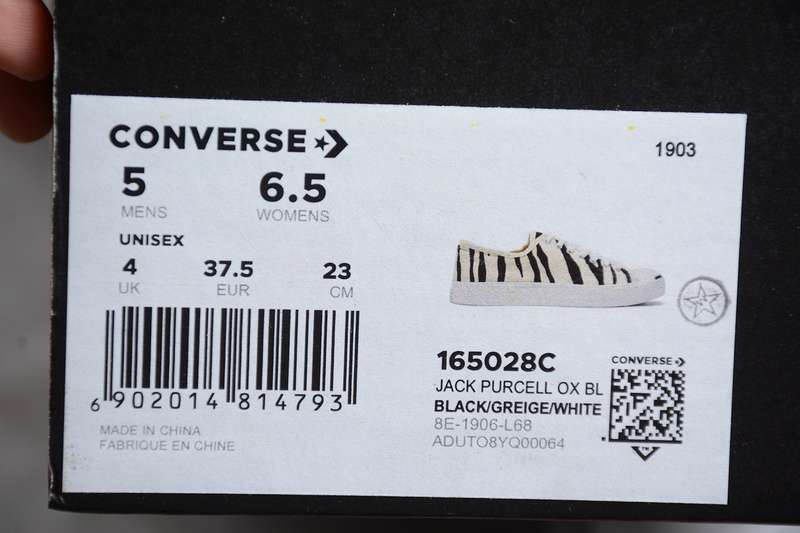 CONVERSE
1903
5 6.5
MENS WOMENS
UNISEX
4 37.5 23
UK EUR CM
6 902014 814793
MADE IN CHINA
FABRIQUE EN CHINE
165028C
JACK PURCELL OX BL
BLACK/GREIGE/WHITE
8E-1906-L68
ADUTO8YQ00064
CONVERSE